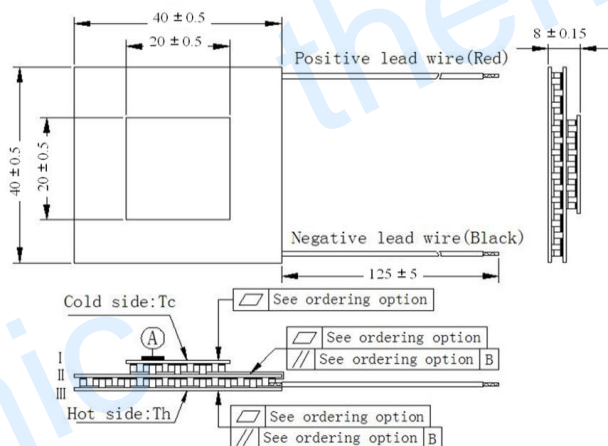 40 ± 0.5
20 ± 0.5
8 ± 0.15
Positive lead wire(Red)
40 ± 0.5
20 ± 0.5
Negative lead wire(Black)
125 ± 5
Cold side:Tc
See ordering option
A
See ordering option
// See ordering option B
I
II
III
Hot side:Th
See ordering option
// See ordering option B